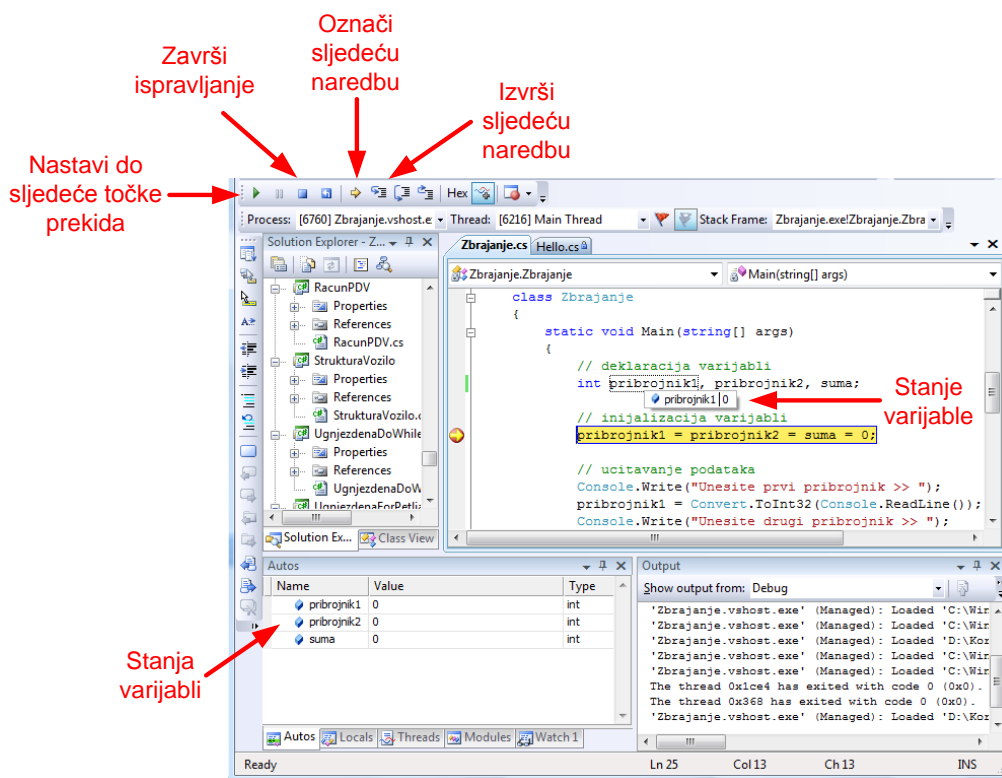 Označi
sljedeću
naredbu
Završi
ispravljanje
Izvrši
sljedeću
naredbu
Nastavi do
sljedeće točke
prekida
Hex
Process: [6760] Zbrajanje.vshost.e: Thread: [6216] Main Thread Stack Frame: Zbrajanje.exe!Zbrajanje.Zbra
Solution Explorer - Z...
Zbrajanje.cs Hello.cs
Zbrajanje.Zbrajanje Main(string[] args)
RacunPDV
Properties
References
RacunPDV.cs
StrukturaVozilo
Properties
References
StrukturaVozilo.c
UgnjezdenaDoWhile
Properties
References
UgnjezdenaDoW
UgnjezdenaForPetlja
class Zbrajanje
{
static void Main(string[] args)
{
// deklaracija varijabli
int pribrojnik1, pribrojnik2, suma;
pribrojnik1 0
// inijalizacija varijabli
pribrojnik1 = pribrojnik2 = suma = 0;
// ucitavanje podataka
Console.Write("Unesite prvi pribrojnik >> ");
pribrojnik1 = Convert.ToInt32(Console.ReadLine());
Console.Write("Unesite drugi pribrojnik >> ");
Stanje
varijable
Solution Ex... Class View
Autos
Name Value Type
pribrojnik1 0 int
pribrojnik2 0 int
suma 0 int
Stanja
varijabli
Autos Locals Threads Modules Watch 1
Output
Show output from: Debug
'Zbrajanje.vshost.exe' (Managed): Loaded 'C:\Win
'Zbrajanje.vshost.exe' (Managed): Loaded 'C:\Win
'Zbrajanje.vshost.exe' (Managed): Loaded 'D:\Kor
'Zbrajanje.vshost.exe' (Managed): Loaded 'C:\Win
'Zbrajanje.vshost.exe' (Managed): Loaded 'C:\Win
The thread 0x1ce4 has exited with code 0 (0x0).
The thread 0x368 has exited with code 0 (0x0).
'Zbrajanje.vshost.exe' (Managed): Loaded 'D:\Kor
Ready Ln 25 Col 13 Ch 13 INS